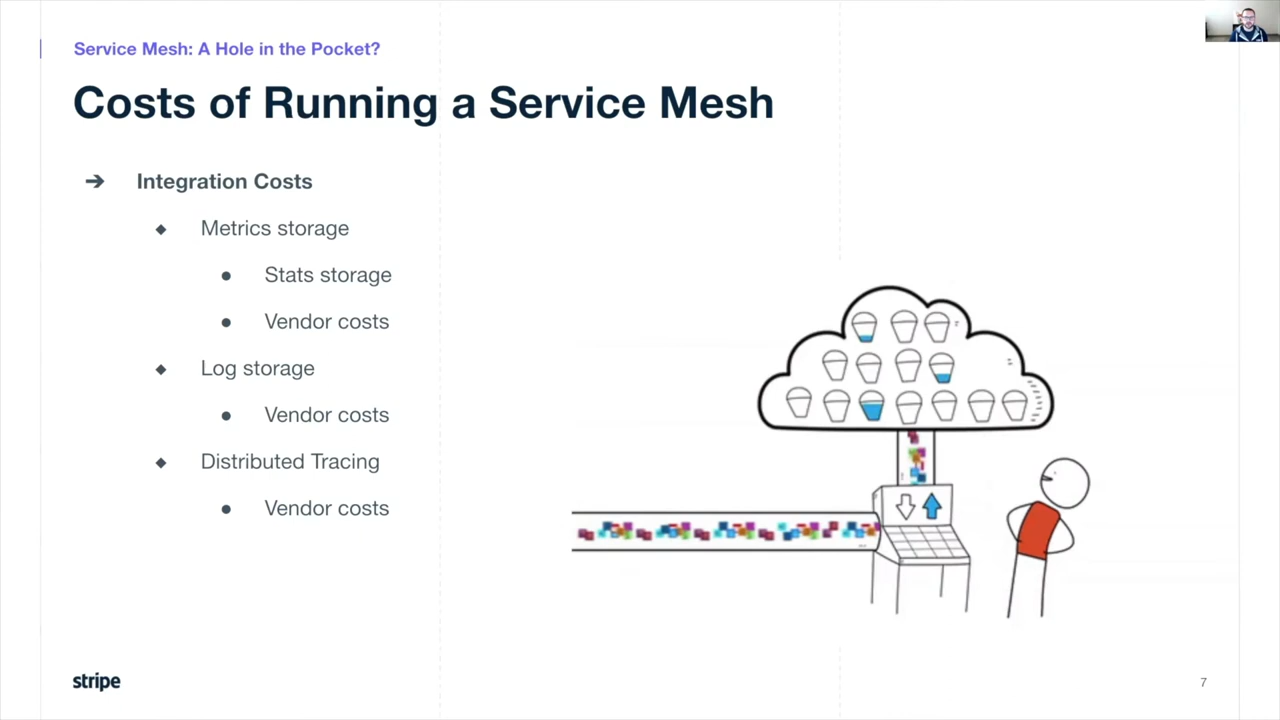 Service Mesh: A Hole in the Pocket?
Costs of Running a Service Mesh
Integration Costs
Metrics storage
Stats storage
Vendor costs
Log storage
Vendor costs
Distributed Tracing
Vendor costs
stripe
7